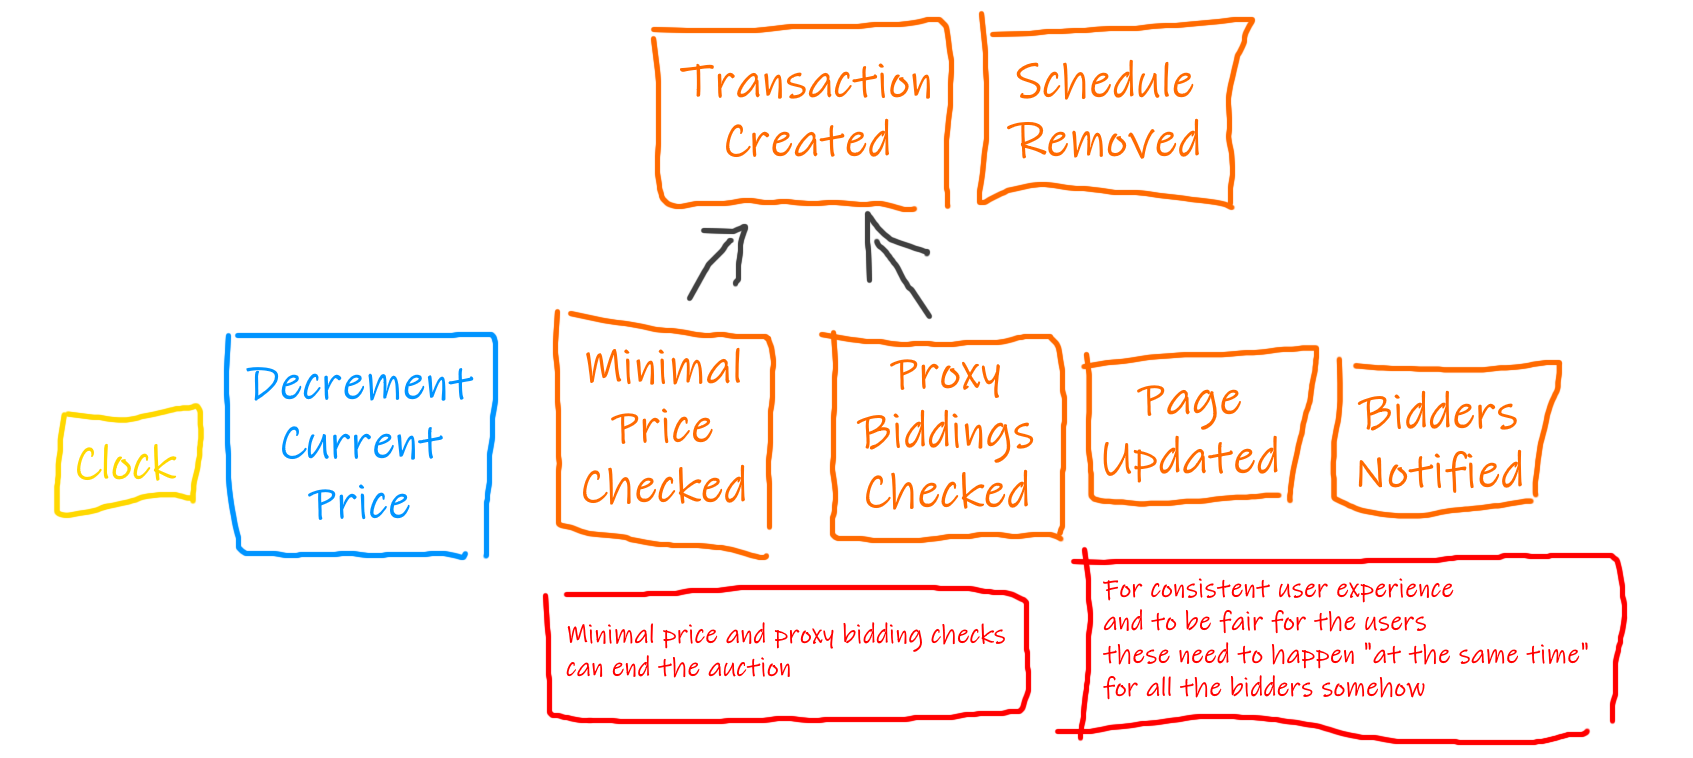 Transaction
Created
Schedule
Removed
Clock
Decrement
Current
Price
Minimal
Price
Checked
Proxy
Biddings
Checked
Page
Updated
Bidders
Notified
Minimal price and proxy bidding checks
can end the auction
For consistent user experience
and to be fair for the users
these need to happen "at the same time"
for all the bidders somehow